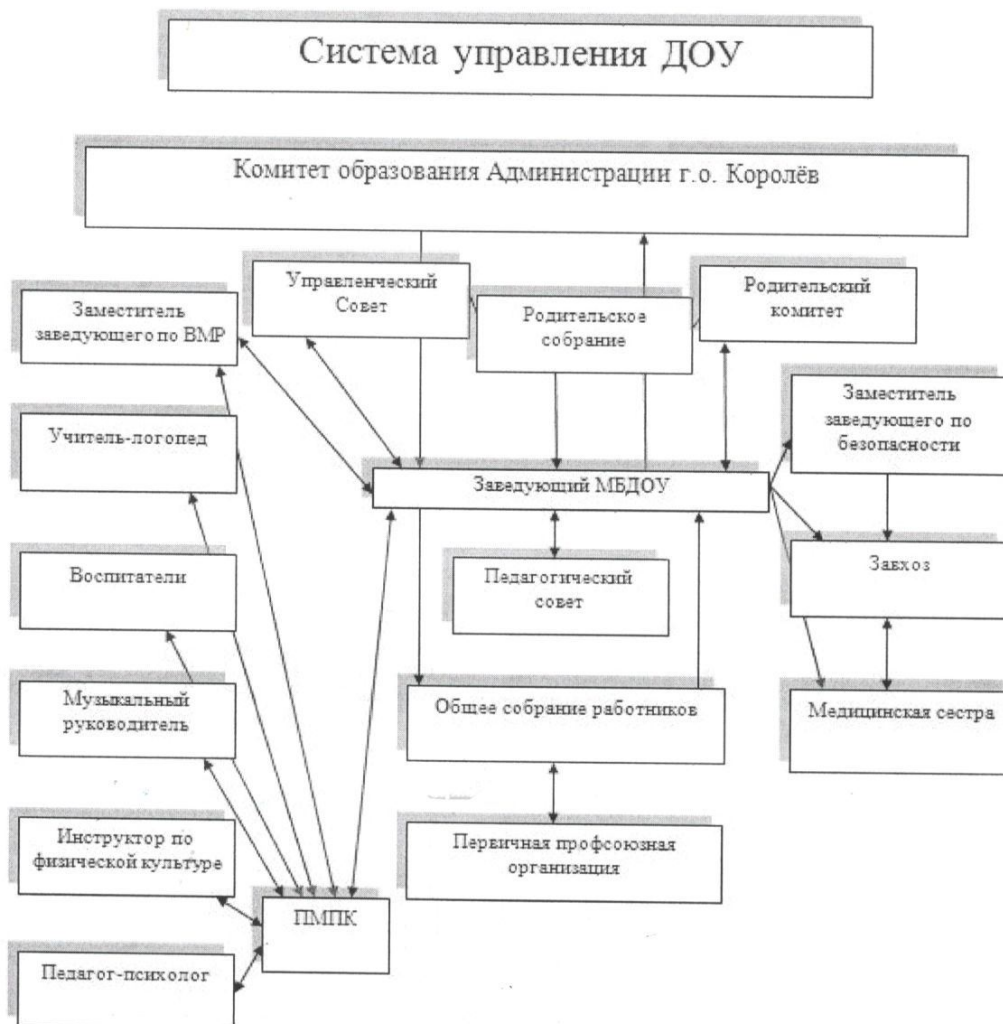 Система управления ДОУ
Комитет образования Администрации г.о. Королёв
Управленческий
Совет
Родительское
собрание
Родительский
комитет
Заместитель
заведующего по ВМР
Заместитель
заведующего по
безопасности
Учитель-логопед
Заведующий МБДОУ
Воспитатели
Педагогический
совет
Завхоз
Музыкальный
руководитель
Общее собрание работников
Медицинская сестра
Инструктор по
физической культуре
Первичная профсоюзная
организация
ПМПК
Педагог-психолог